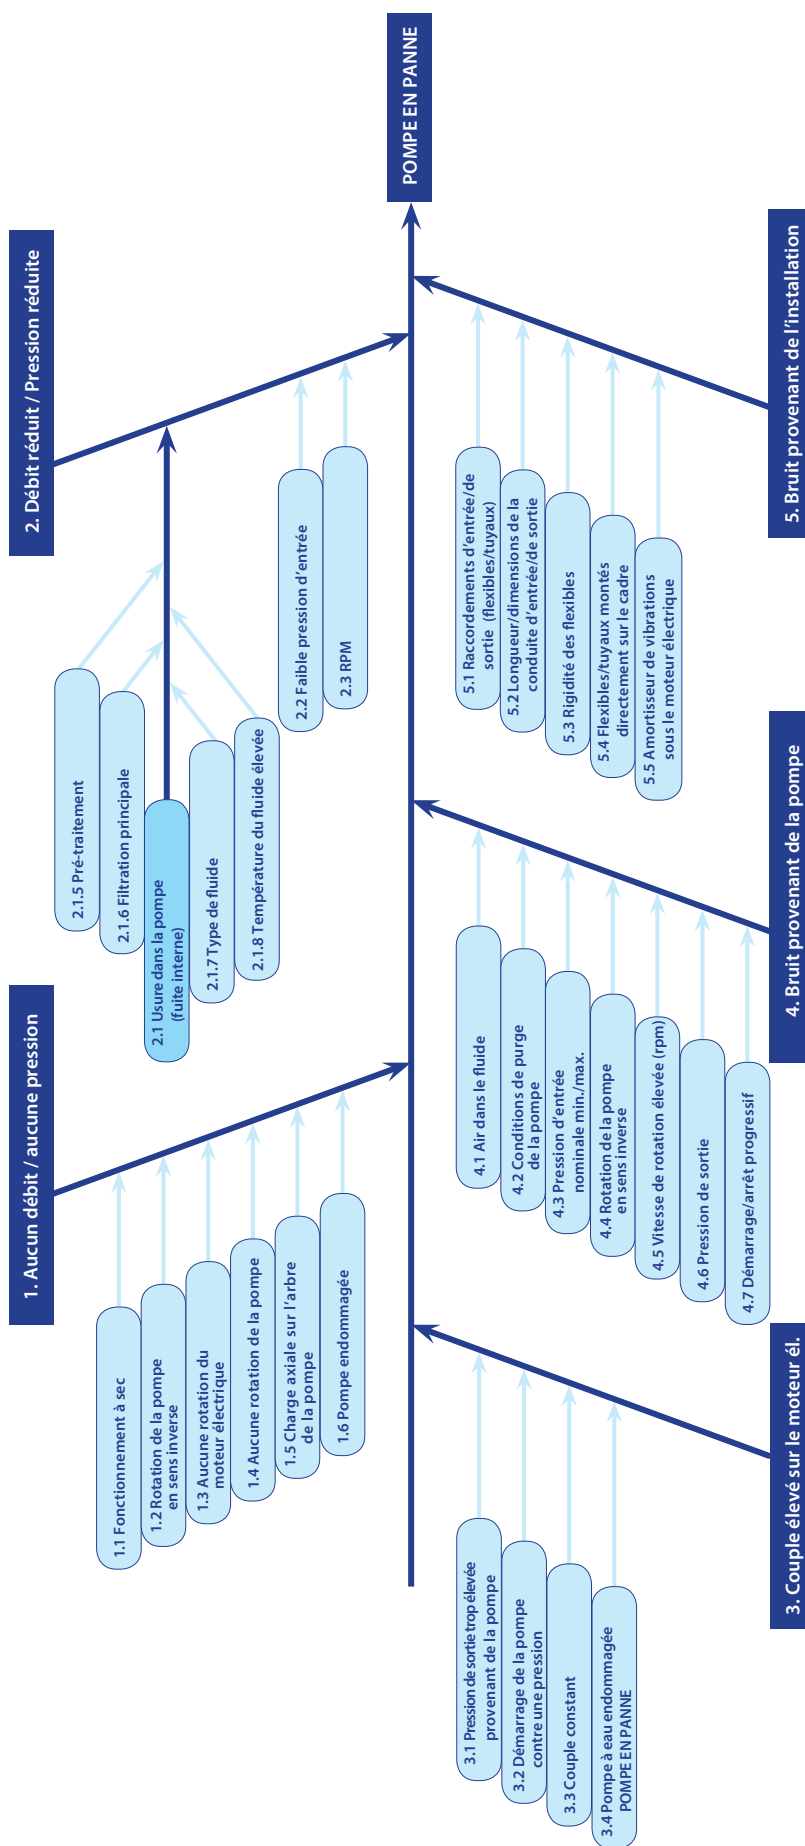 1. Aucun débit / aucune pression
1.1 Fonctionnement à sec
1.2 Rotation de la pompe
en sens inverse
1.3 Aucune rotation du
moteur électrique
1.4 Aucune rotation de la pompe
1.5 Charge axiale sur l'arbre
de la pompe
1.6 Pompe endommagée
2. Débit réduit / Pression réduite
2.1.5 Pré-traitement
2.1.6 Filtration principale
2.1 Usure dans la pompe
(fuite interne)
2.1.7 Type de fluide
2.1.8 Température du fluide élevée
2.2 Faible pression d'entrée
2.3 RPM
POMPE EN PANNE
3.1 Pression de sortie trop élevée
provenant de la pompe
3.2 Démarrage de la pompe
contre une pression
3.3 Couple constant
3.4 Pompe à eau endommagée
POMPE EN PANNE
3. Couple élevé sur le moteur él.
4.1 Air dans le fluide
4.2 Conditions de purge
de la pompe
4.3 Pression d'entrée
nominale min./max.
4.4 Rotation de la pompe
en sens inverse
4.5 Vitesse de rotation élevée (rpm)
4.6 Pression de sortie
4.7 Démarrage/arrêt progressif
4. Bruit provenant de la pompe
5.1 Raccordements d'entrée/de
sortie (flexibles/tuyaux)
5.2 Longueur/dimensions de la
conduite d'entrée/de sortie
5.3 Rigidité des flexibles
5.4 Flexibles/tuyaux montés
directement sur le cadre
5.5 Amortisseur de vibrations
sous le moteur électrique
5. Bruit provenant de l'installation